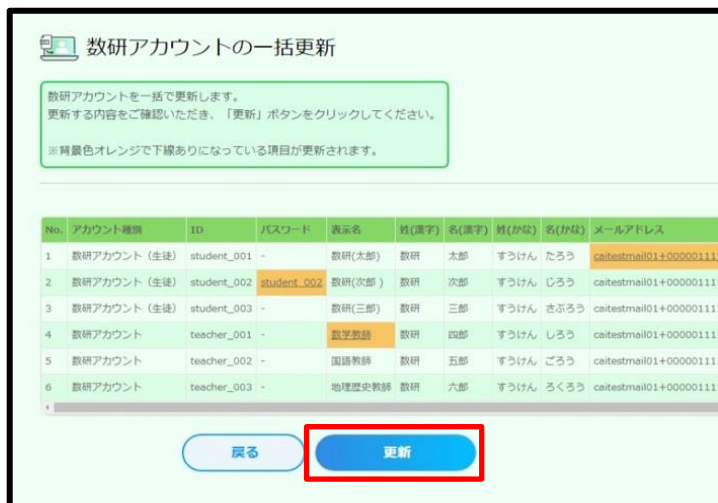 数研アカウントの一括更新
数研アカウントを一括で更新します。
更新する内容をご確認いただき、「更新」ボタンをクリックしてください。
※背景色オレンジで下線ありになっている項目が更新されます。
No. アカウント種別 ID パスワード 表示名 姓(漢字) 名(漢字) 姓(かな) 名(かな) メールアドレス
1 数研アカウント（生徒） student_001 - 数研(太郎) 数研 太郎 すうけん たろう caitestmail01+00000111
2 数研アカウント（生徒） student_002 student_002 数研(次郎 ) 数研 次郎 すうけん じろう caitestmail01+00000111
3 数研アカウント（生徒） student_003 - 数研(三郎) 数研 三郎 すうけん さぶろう caitestmail01+00000111
4 数研アカウント teacher_001 - 数学教師 数研 四郎 すうけん しろう caitestmail01+00000111
5 数研アカウント teacher_002 - 国語教師 数研 五郎 すうけん ごろう caitestmail01+00000111
6 数研アカウント teacher_003 - 地理歴史教師 数研 六郎 すうけん ろくろう caitestmail01+00000111
戻る 更新